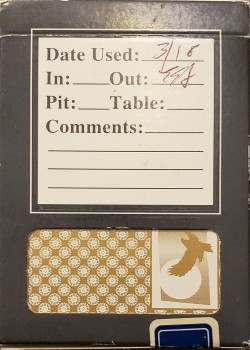 Date Used: 3/18
In: Out:
Pit: Table:
Comments: